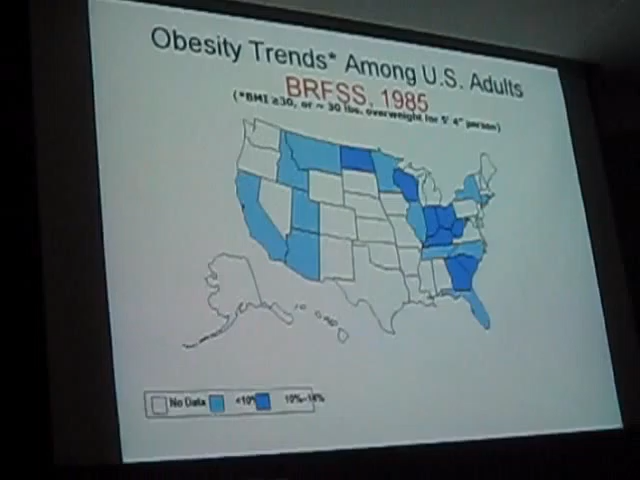 Obesity Trends* Among U.S. Adults
BRFSS, 1985
(*BMI ≥30, or ~ 30 lbs. overweight for 5' 4" person)
No Data <10% 10%–14%